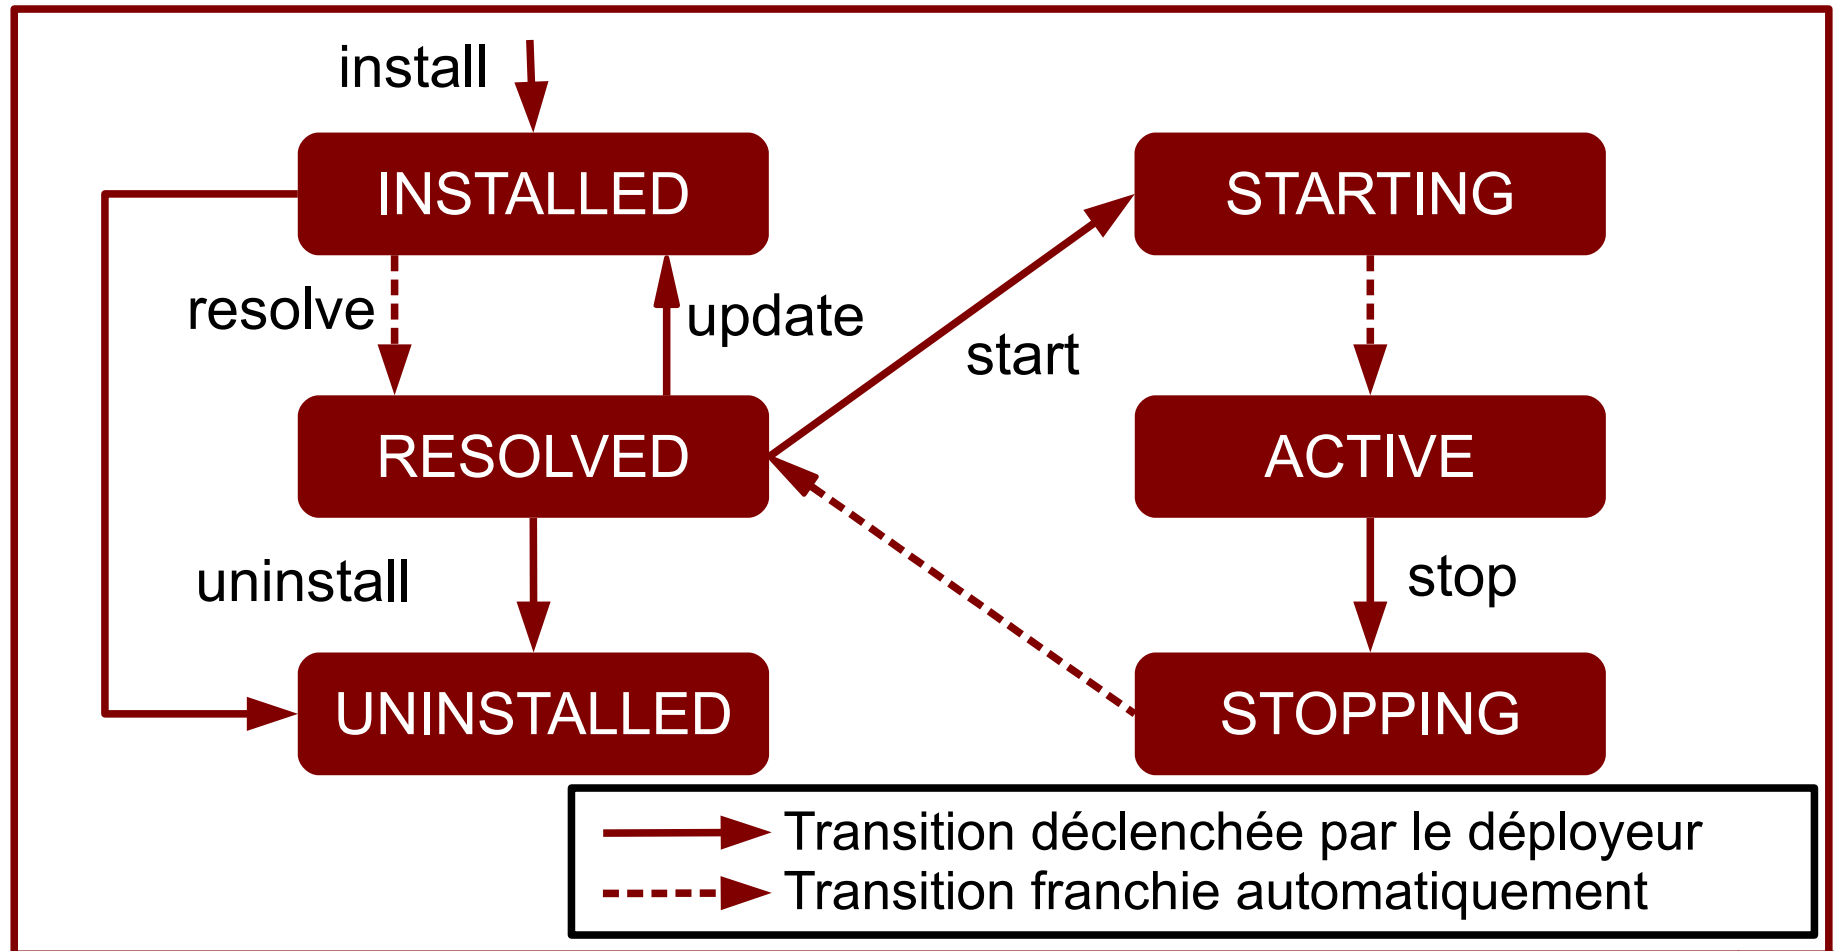 install
INSTALLED
STARTING
resolve
update
start
RESOLVED
ACTIVE
uninstall
stop
UNINSTALLED
STOPPING
Transition déclenchée par le déployeur
Transition franchie automatiquement